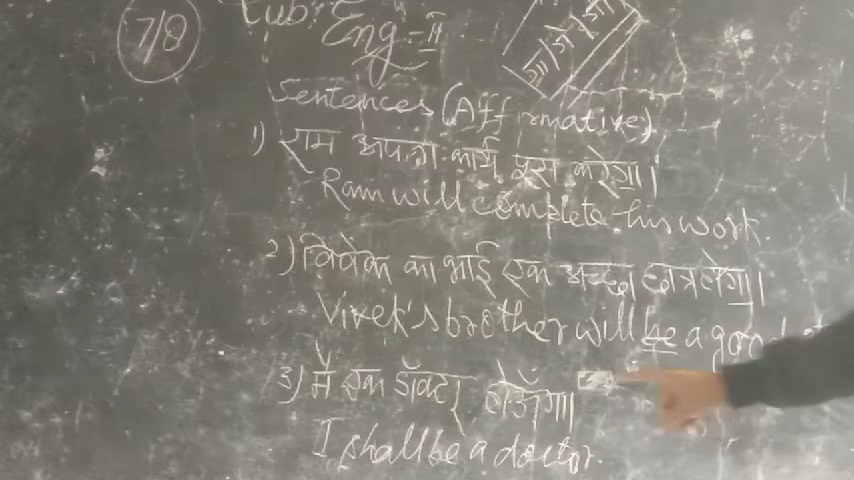 7/8
Sub: Eng-II
गा/गे/गी
Sentences (Affirmative)
1) राम अपना कार्य पूरा करेगा।
Ram will complete his work.
2) विवेक का भाई एक अच्छा छात्र होगा।
Vivek's brother will be a good
3) मैं एक डॉक्टर होऊँगा।
I shall be a doctor.